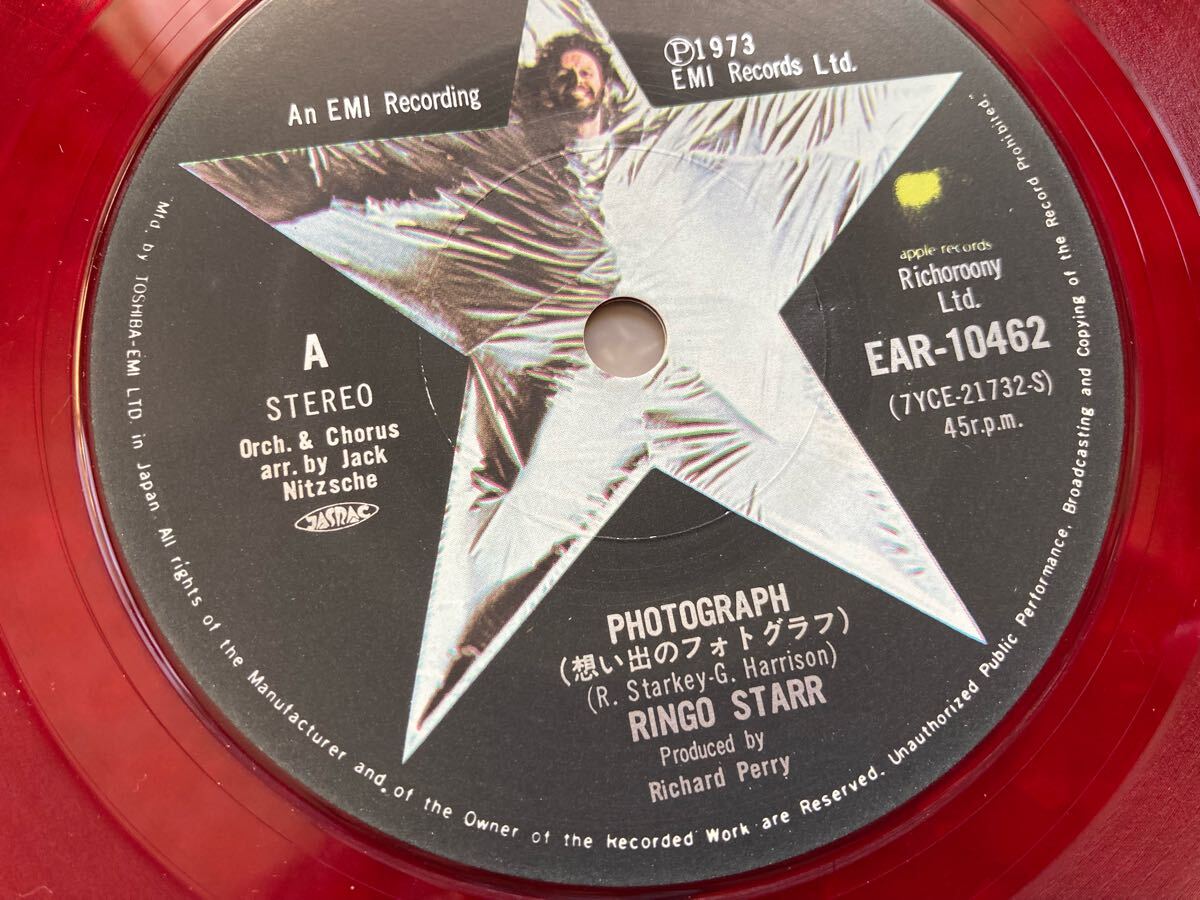 An EMI Recording
Ⓟ1973
EMI Records Ltd.
apple records
Richoroony
Ltd.
EAR-10462
(7YCE-21732-S)
45r.p.m.
A
STEREO
Orch. & Chorus
arr. by Jack
Nitzsche
JASRAC
PHOTOGRAPH
(想い出のフォトグラフ)
(R. Starkey-G. Harrison)
RINGO STARR
Produced by
Richard Perry
"Mfd. by TOSHIBA-EMI LTD. in Japan All rights of the Manufacturer and of the Owner of the Recorded Work are Reserved. Unauthorized Public Performance, Broadcasting and Copying of the Record Prohibited."